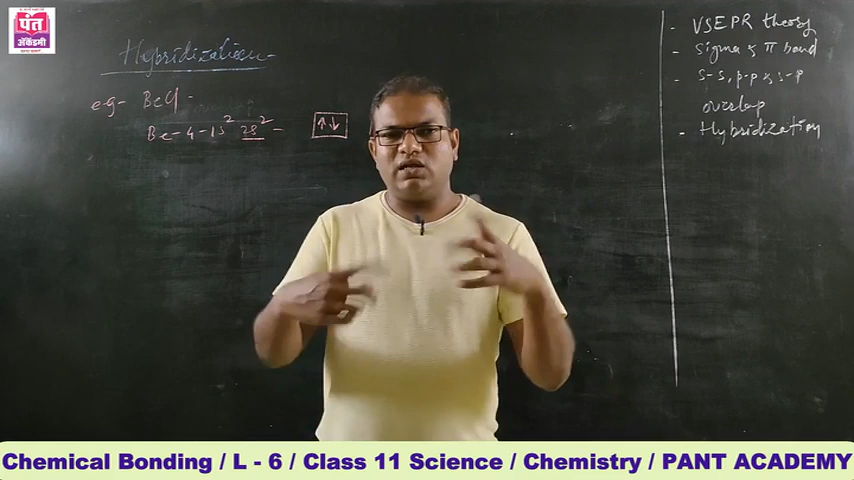 पंत
अ‍ॅकॅडमी
Hybridization
e.g- BeCl -
Be-4-1s² 2s² -
↑↓
- VSEPR theory
- Sigma & π bond
- s-s, p-p & s-p
overlap
- Hybridization
Chemical Bonding / L - 6 / Class 11 Science / Chemistry / PANT ACADEMY